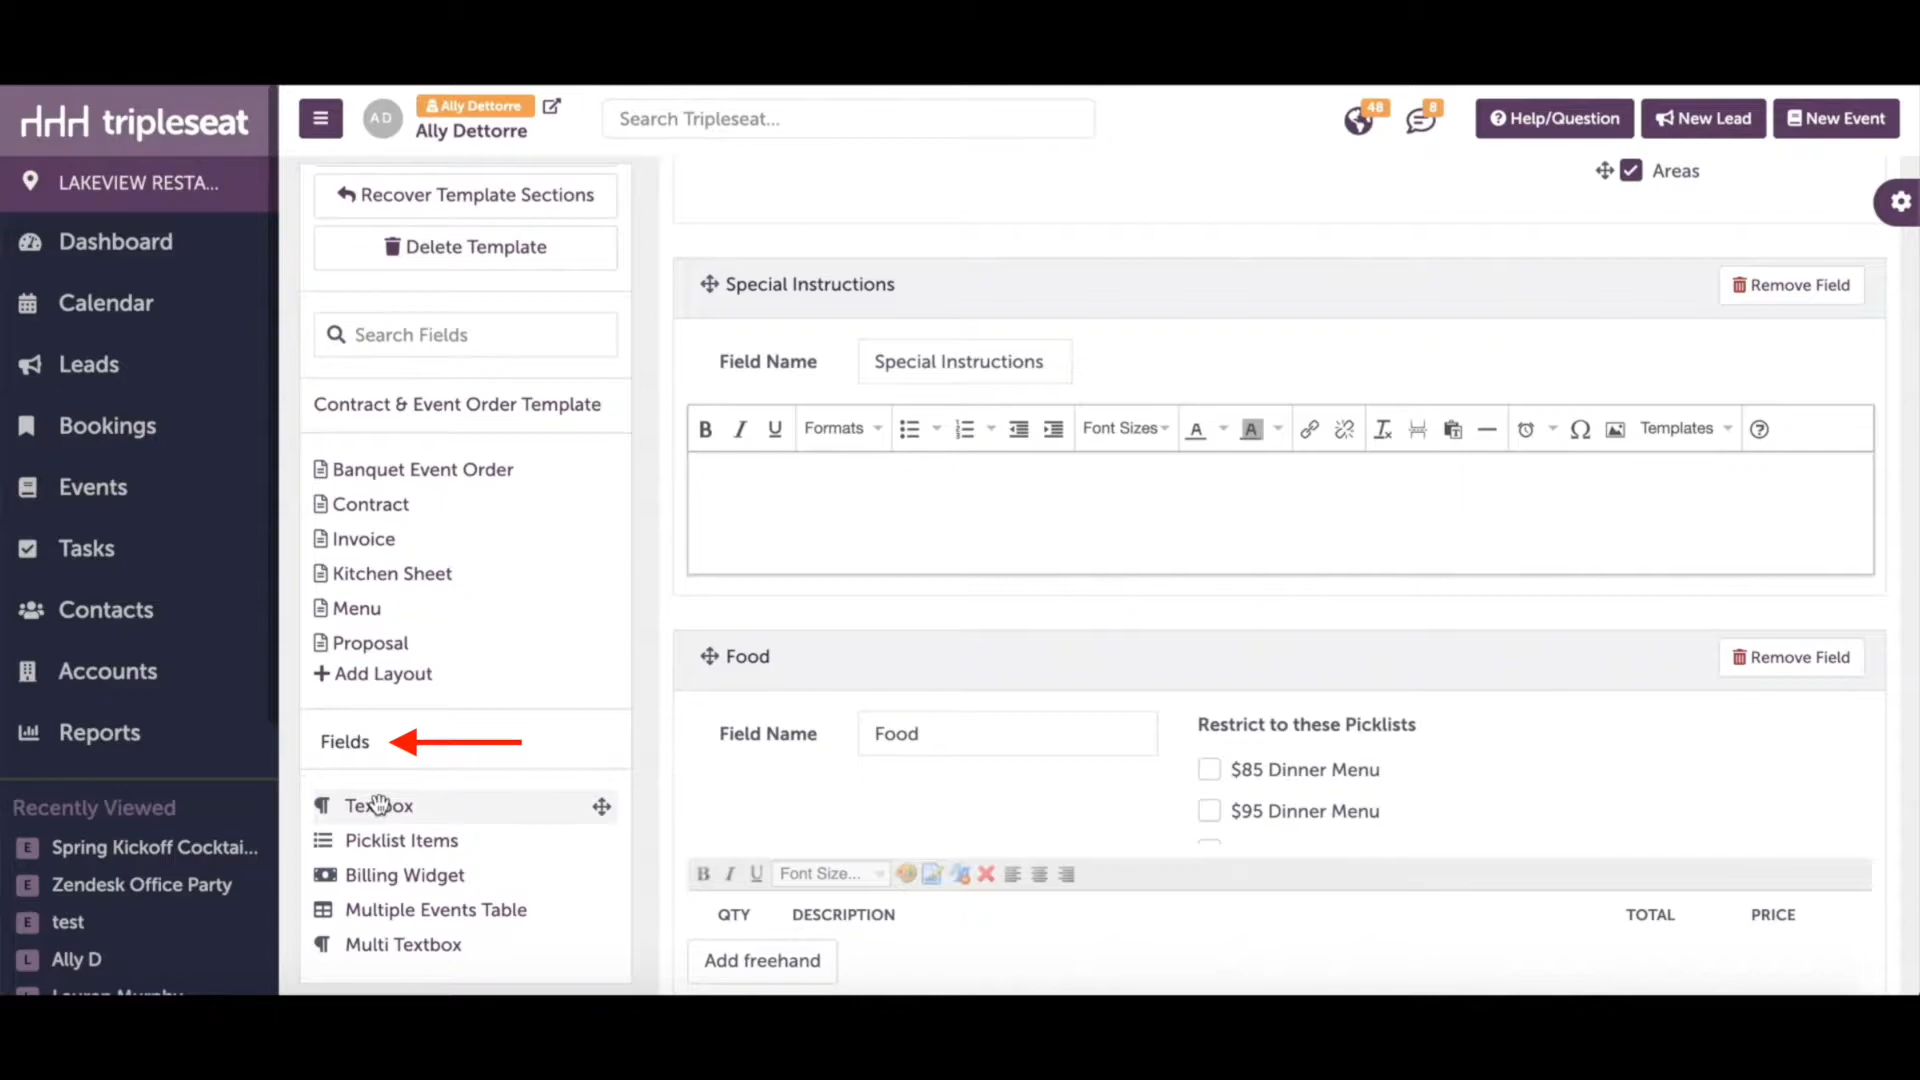 tripleseat
AD
Ally Dettorre
Ally Dettorre
Search Tripleseat...
48
8
Help/Question
New Lead
New Event
LAKEVIEW RESTA...
Dashboard
Calendar
Leads
Bookings
Events
Tasks
Contacts
Accounts
Reports
Recently Viewed
E Spring Kickoff Cocktai...
E Zendesk Office Party
E test
L Ally D
Recover Template Sections
Delete Template
Search Fields
Contract & Event Order Template
Banquet Event Order
Contract
Invoice
Kitchen Sheet
Menu
Proposal
Add Layout
Fields
Textbox
Picklist Items
Billing Widget
Multiple Events Table
Multi Textbox
Areas
Special Instructions
Remove Field
Field Name
Special Instructions
B I U Formats Font Sizes A A Templates
Food
Remove Field
Field Name
Food
Restrict to these Picklists
$85 Dinner Menu
$95 Dinner Menu
B I U Font Size...
QTY DESCRIPTION TOTAL PRICE
Add freehand